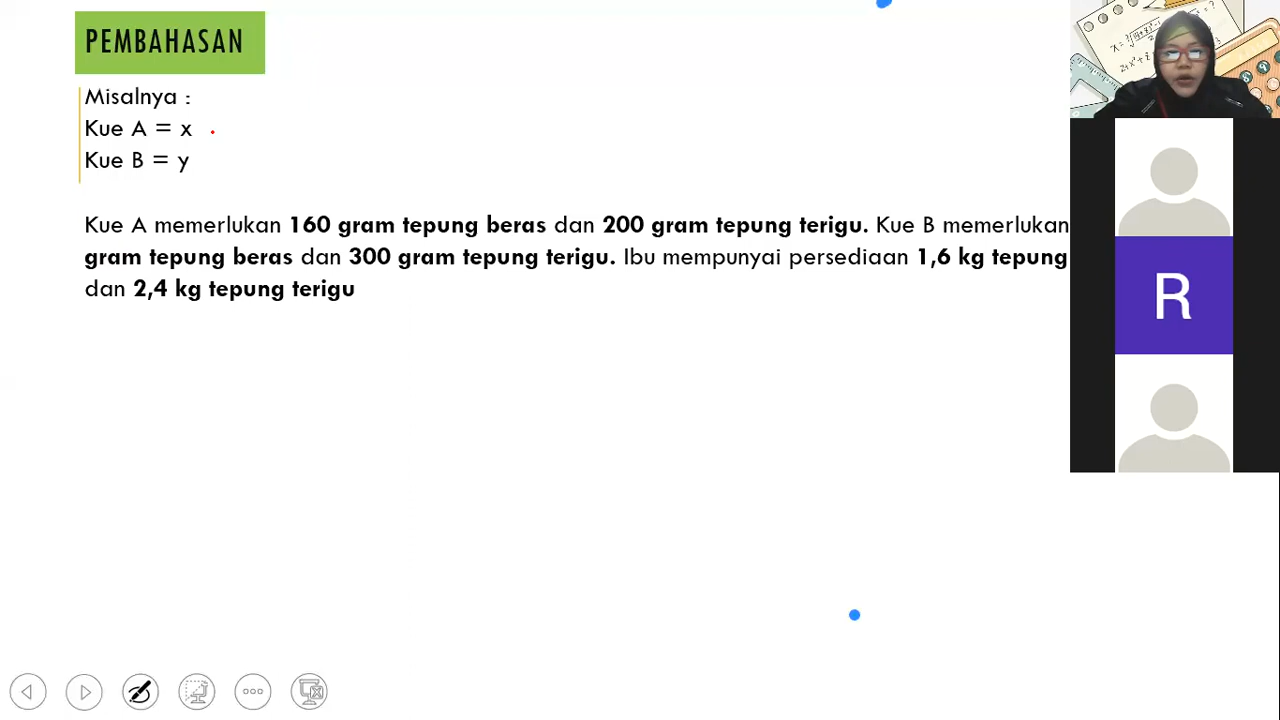 PEMBAHASAN
Misalnya :
Kue A = x
Kue B = y
Kue A memerlukan 160 gram tepung beras dan 200 gram tepung terigu. Kue B memerlukan
gram tepung beras dan 300 gram tepung terigu. Ibu mempunyai persediaan 1,6 kg tepung
dan 2,4 kg tepung terigu
R